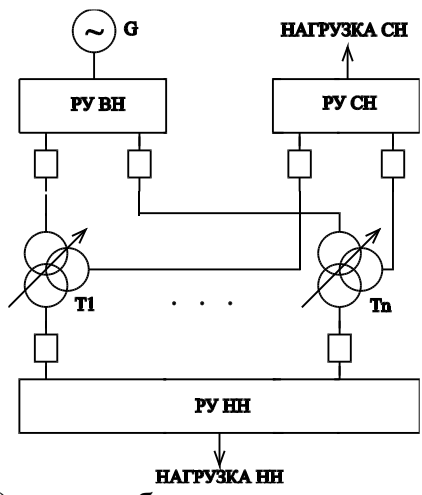 G
НАГРУЗКА СН
РУ ВН
РУ СН
T1
. . .
Tn
РУ НН
НАГРУЗКА НН